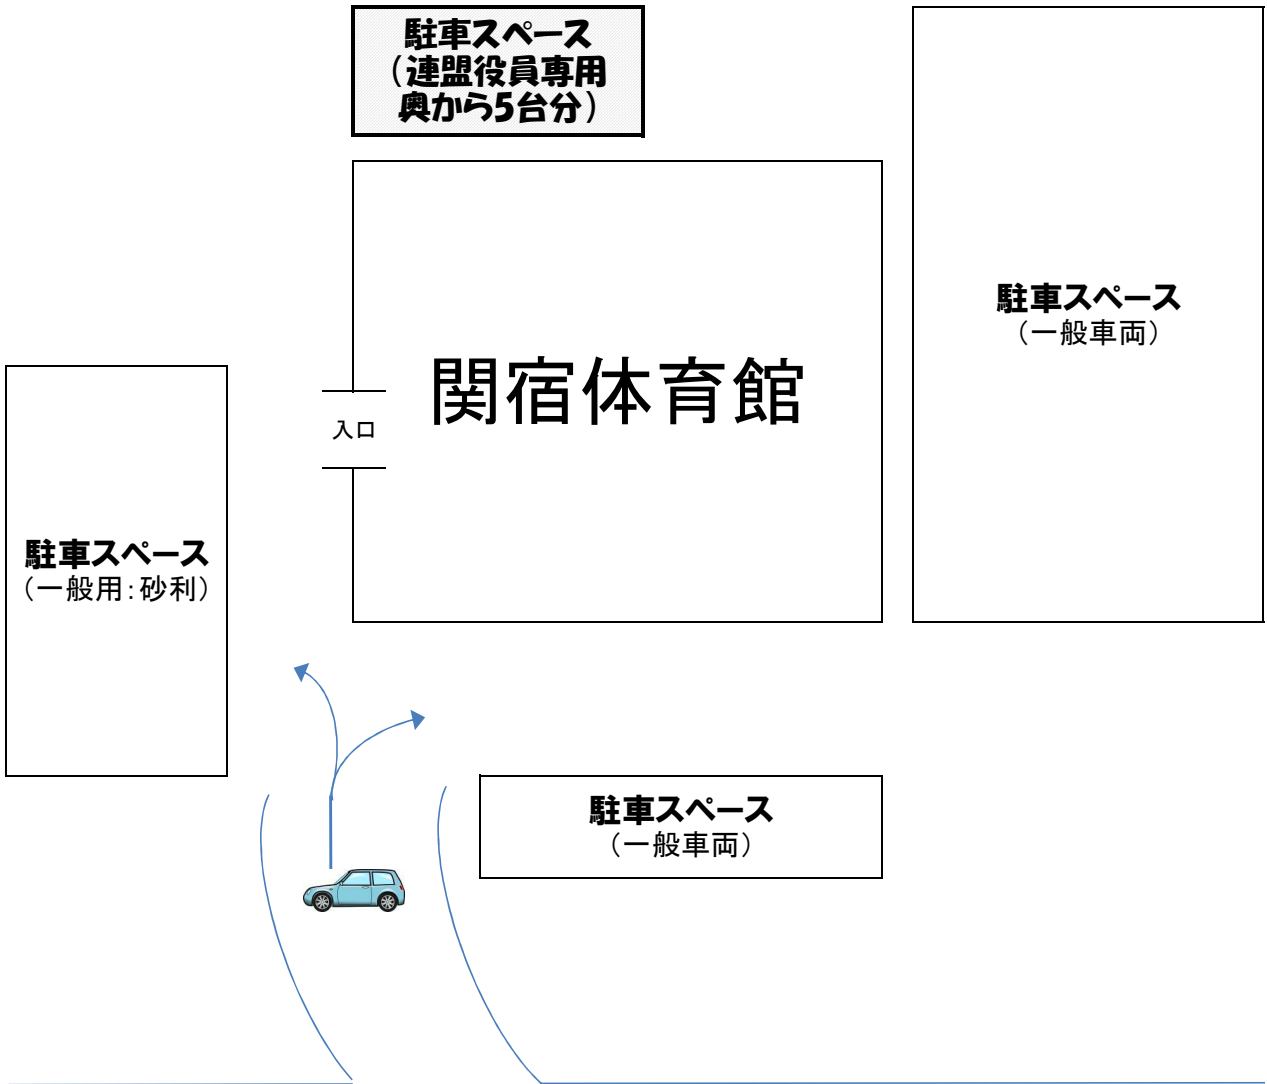 駐車スペース
（連盟役員専用
奥から5台分）
駐車スペース
（一般車両）
関宿体育館
入口
駐車スペース
（一般用：砂利）
駐車スペース
（一般車両）